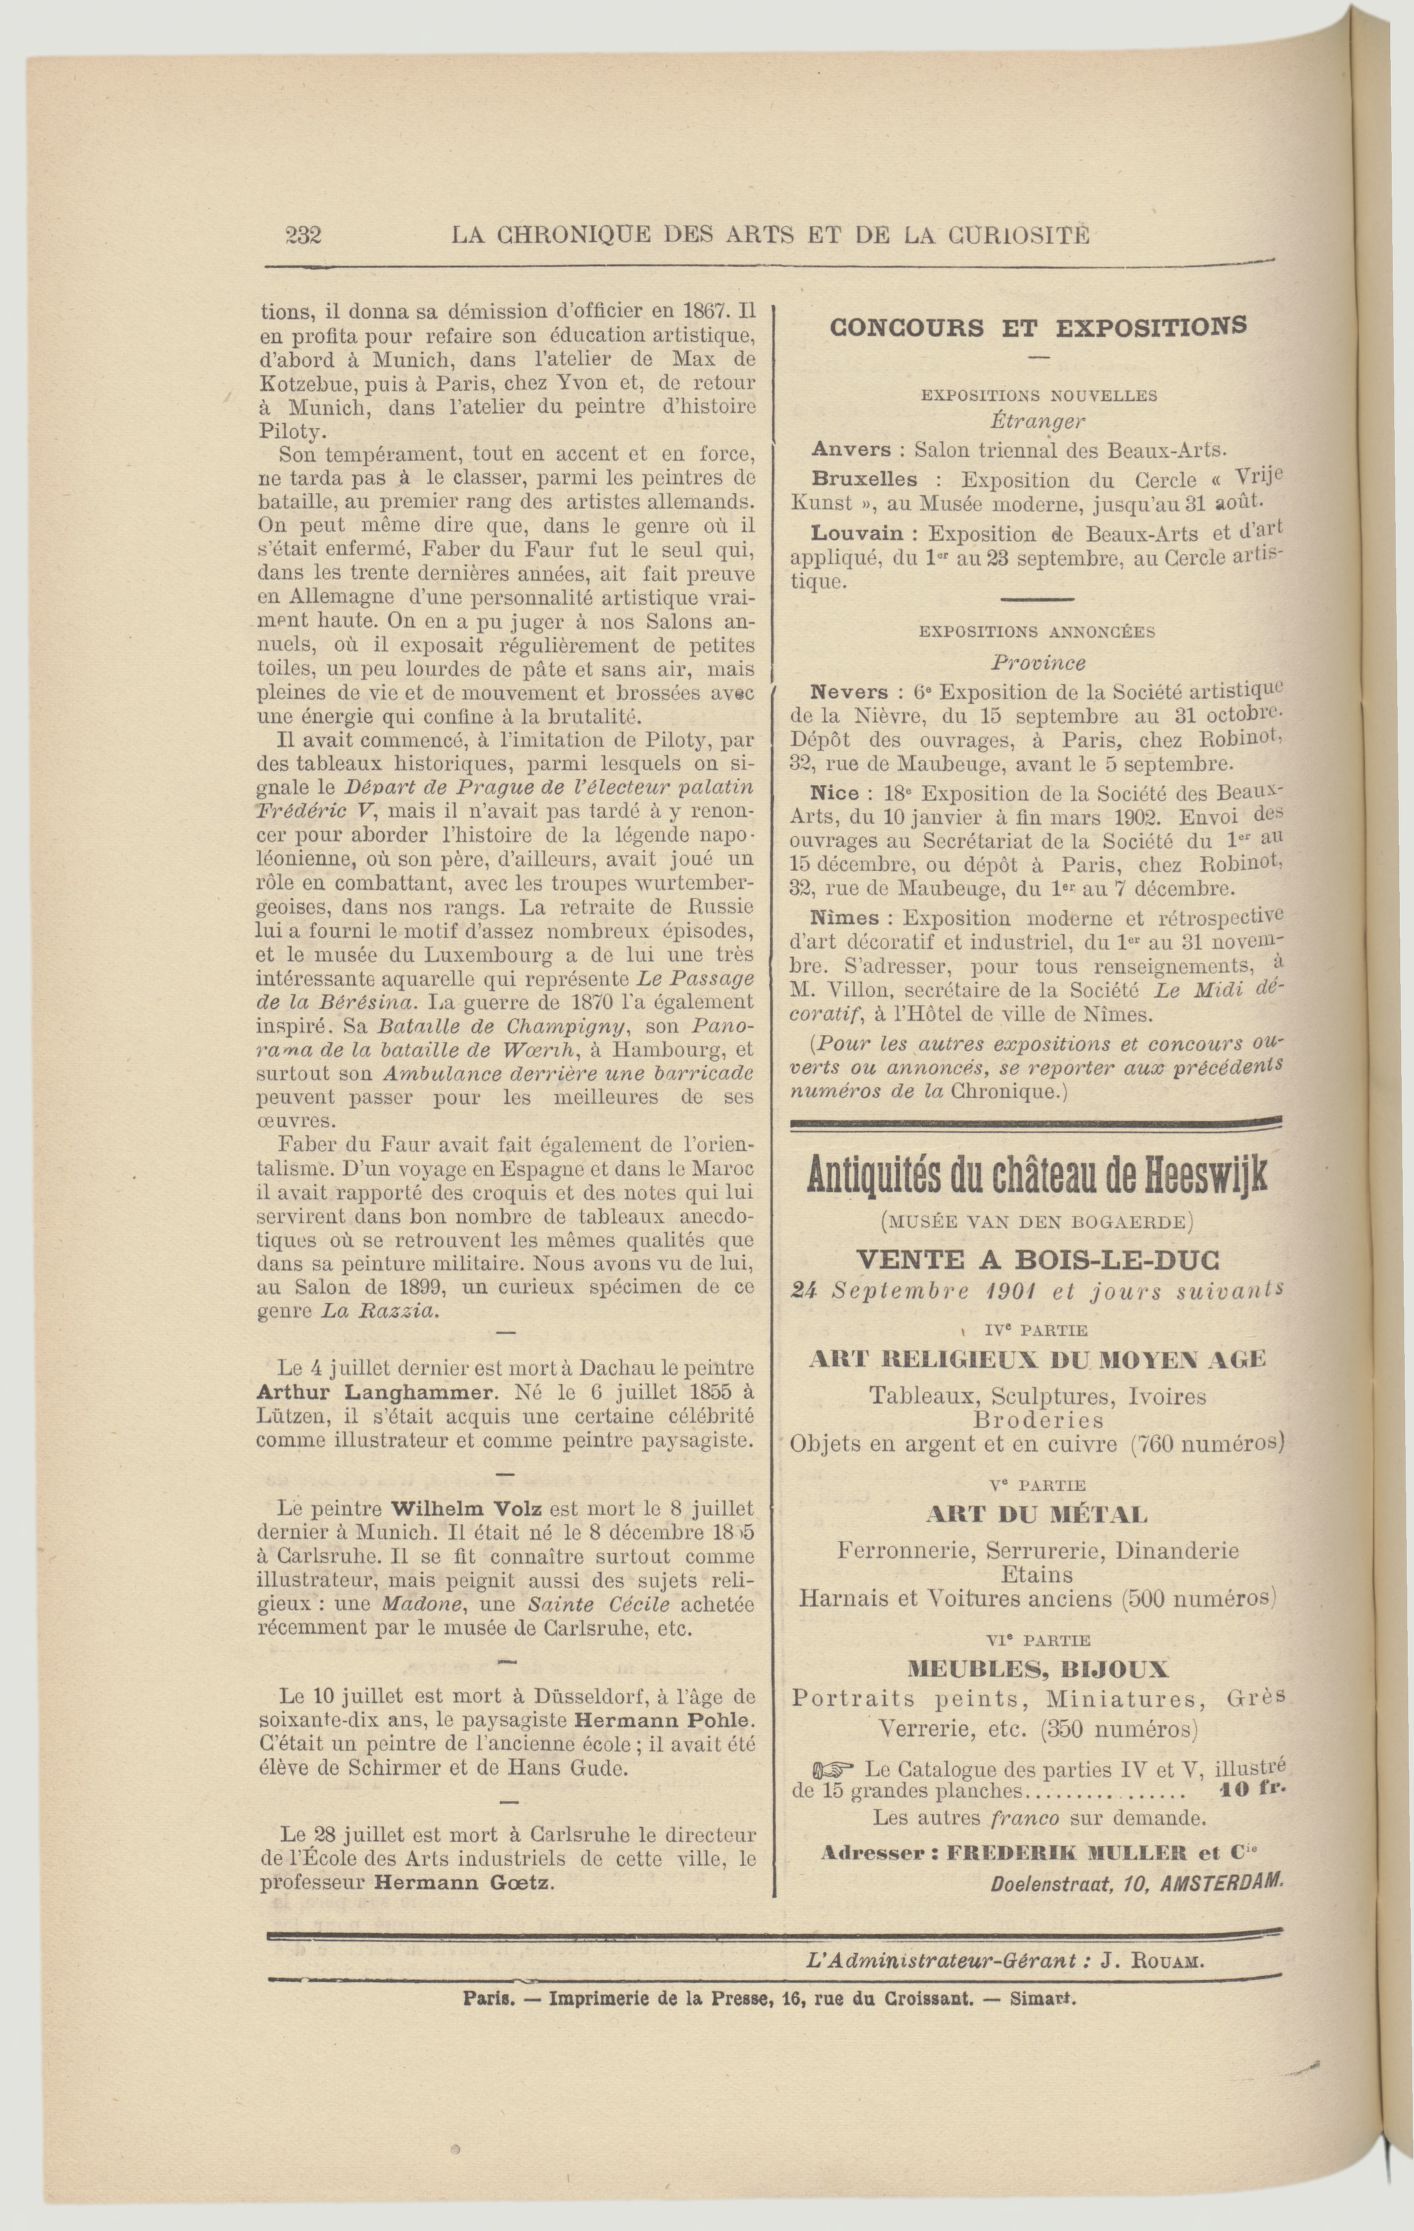 232 LA CHRONIQUE DES ARTS ET DE LA CURIOSITÉ
tions, il donna sa démission d'officier en 1867. Il
en profita pour refaire son éducation artistique,
d'abord à Munich, dans l'atelier de Max de
Kotzebue, puis à Paris, chez Yvon et, de retour
à Munich, dans l'atelier du peintre d'histoire
Piloty.
Son tempérament, tout en accent et en force,
ne tarda pas à le classer, parmi les peintres de
bataille, au premier rang des artistes allemands.
On peut même dire que, dans le genre où il
s'était enfermé, Faber du Faur fut le seul qui,
dans les trente dernières années, ait fait preuve
en Allemagne d'une personnalité artistique vrai-
ment haute. On en a pu juger à nos Salons an-
nuels, où il exposait régulièrement de petites
toiles, un peu lourdes de pâte et sans air, mais
pleines de vie et de mouvement et brossées avec
une énergie qui confine à la brutalité.
Il avait commencé, à l'imitation de Piloty, par
des tableaux historiques, parmi lesquels on si-
gnale le Départ de Prague de l'électeur palatin
Frédéric V, mais il n'avait pas tardé à y renon-
cer pour aborder l'histoire de la légende napo-
léonienne, où son père, d'ailleurs, avait joué un
rôle en combattant, avec les troupes wurtember-
geoises, dans nos rangs. La retraite de Russie
lui a fourni le motif d'assez nombreux épisodes,
et le musée du Luxembourg a de lui une très
intéressante aquarelle qui représente Le Passage
de la Bérésina. La guerre de 1870 l'a également
inspiré. Sa Bataille de Champigny, son Pano-
rama de la bataille de Wœrth, à Hambourg, et
surtout son Ambulance derrière une barricade
peuvent passer pour les meilleures de ses
œuvres.
Faber du Faur avait fait également de l'orien-
talisme. D'un voyage en Espagne et dans le Maroc
il avait rapporté des croquis et des notes qui lui
servirent dans bon nombre de tableaux anecdo-
tiques où se retrouvent les mêmes qualités que
dans sa peinture militaire. Nous avons vu de lui,
au Salon de 1899, un curieux spécimen de ce
genre La Razzia.
—
Le 4 juillet dernier est mort à Dachau le peintre
Arthur Langhammer. Né le 6 juillet 1855 à
Lützen, il s'était acquis une certaine célébrité
comme illustrateur et comme peintre paysagiste.
—
Le peintre Wilhelm Volz est mort le 8 juillet
dernier à Munich. Il était né le 8 décembre
à Carlsruhe. Il se fit connaître surtout comme
illustrateur, mais peignit aussi des sujets reli-
gieux : une Madone, une Sainte Cécile achetée
récemment par le musée de Carlsruhe, etc.
—
Le 10 juillet est mort à Düsseldorf, à l'âge de
soixante-dix ans, le paysagiste Hermann Pohle.
C'était un peintre de l'ancienne école ; il avait été
élève de Schirmer et de Hans Gude.
—
Le 28 juillet est mort à Carlsruhe le directeur
de l'École des Arts industriels de cette ville, le
professeur Hermann Gœtz.
CONCOURS ET EXPOSITIONS
—
EXPOSITIONS NOUVELLES
Étranger
Anvers : Salon triennal des Beaux-Arts.
Bruxelles : Exposition du Cercle « Vrije
Kunst », au Musée moderne, jusqu'au 31 août.
Louvain : Exposition de Beaux-Arts et d'art
appliqué, du 1er au 23 septembre, au Cercle artis-
tique.
EXPOSITIONS ANNONCÉES
Province
Nevers : 6e Exposition de la Société artistique
de la Nièvre, du 15 septembre au 31 octobre.
Dépôt des ouvrages, à Paris, chez Robinot,
32, rue de Maubeuge, avant le 5 septembre.
Nice : 18e Exposition de la Société des Beaux-
Arts, du 10 janvier à fin mars 1902. Envoi des
ouvrages au Secrétariat de la Société du 1er au
15 décembre, ou dépôt à Paris, chez Robinot,
32, rue de Maubeuge, du 1er au 7 décembre.
Nîmes : Exposition moderne et rétrospective
d'art décoratif et industriel, du 1er au 31 novem-
bre. S'adresser, pour tous renseignements, à
M. Villon, secrétaire de la Société Le Midi dé-
coratif, à l'Hôtel de ville de Nîmes.
(Pour les autres expositions et concours ou-
verts ou annoncés, se reporter aux précédents
numéros de la Chronique.)
Antiquités du château de Heeswijk
(MUSÉE VAN DEN BOGAERDE)
VENTE A BOIS-LE-DUC
24 Septembre 1901 et jours suivants
IVe PARTIE
ART RELIGIEUX DU MOYEN AGE
Tableaux, Sculptures, Ivoires
Broderies
Objets en argent et en cuivre (760 numéros)
Ve PARTIE
ART DU MÉTAL
Ferronnerie, Serrurerie, Dinanderie
Etains
Harnais et Voitures anciens (500 numéros)
VIe PARTIE
MEUBLES, BIJOUX
Portraits peints, Miniatures, Grès
Verrerie, etc. (350 numéros)
☞ Le Catalogue des parties IV et V, illustré
de 15 grandes planches................ 10 fr.
Les autres franco sur demande.
Adresser : FREDERIK MULLER et Cie
Doelenstraat, 10, AMSTERDAM.
L'Administrateur-Gérant : J. ROUAM.
Paris. — Imprimerie de la Presse, 16, rue du Croissant. — Simart.